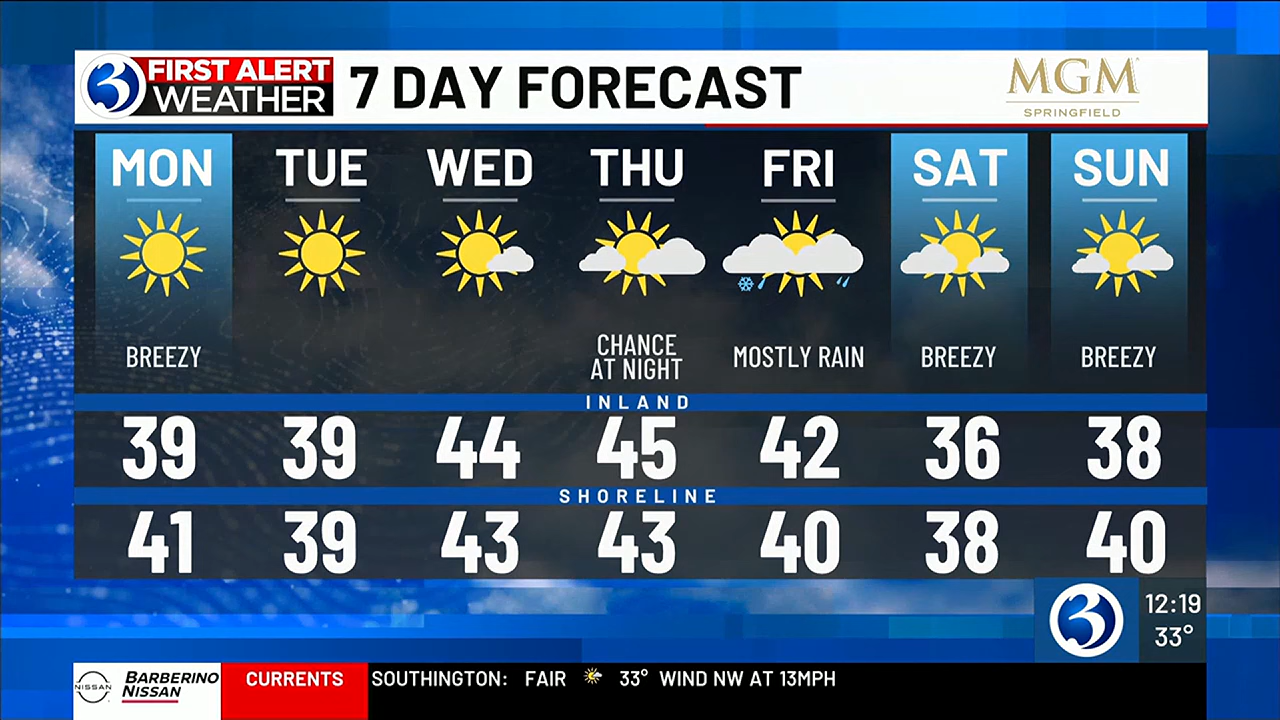 3 FIRST ALERT
WEATHER
7 DAY FORECAST
MGM
SPRINGFIELD
MON TUE WED THU FRI SAT SUN
BREEZY CHANCE AT NIGHT MOSTLY RAIN BREEZY BREEZY
INLAND
39 39 44 45 42 36 38
SHORELINE
41 39 43 43 40 38 40
3
12:19
33°
NISSAN
BARBERINO
NISSAN
CURRENTS
SOUTHINGTON: FAIR 33° WIND NW AT 13MPH